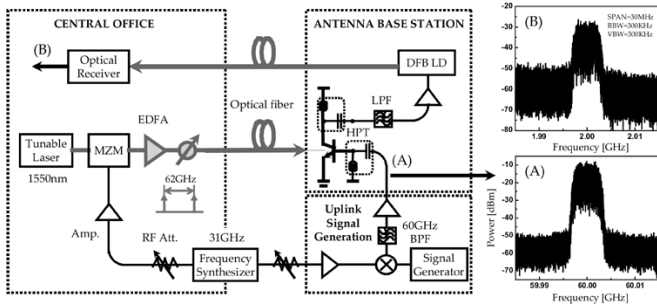 CENTRAL OFFICE
ANTENNA BASE STATION
(B)
Optical
Receiver
DFB LD
LPF
EDFA
Optical fiber
HPT
Tunable
Laser
MZM
(A)
1550nm
62GHz
Uplink
Signal
Generation
60GHz
BPF
Amp.
RF Att.
31GHz
Frequency
Synthesizer
Signal
Generator
(B)
SPAN=30MHz
RBW=300KHz
VBW=300KHz
-20
-30
-40
-50
-60
-70
1.99
2.00
2.01
Frequency [GHz]
(A)
Power [dBm]
-10
-20
-30
-40
-50
-60
-70
59.99
60.00
60.01
Frequency [GHz]